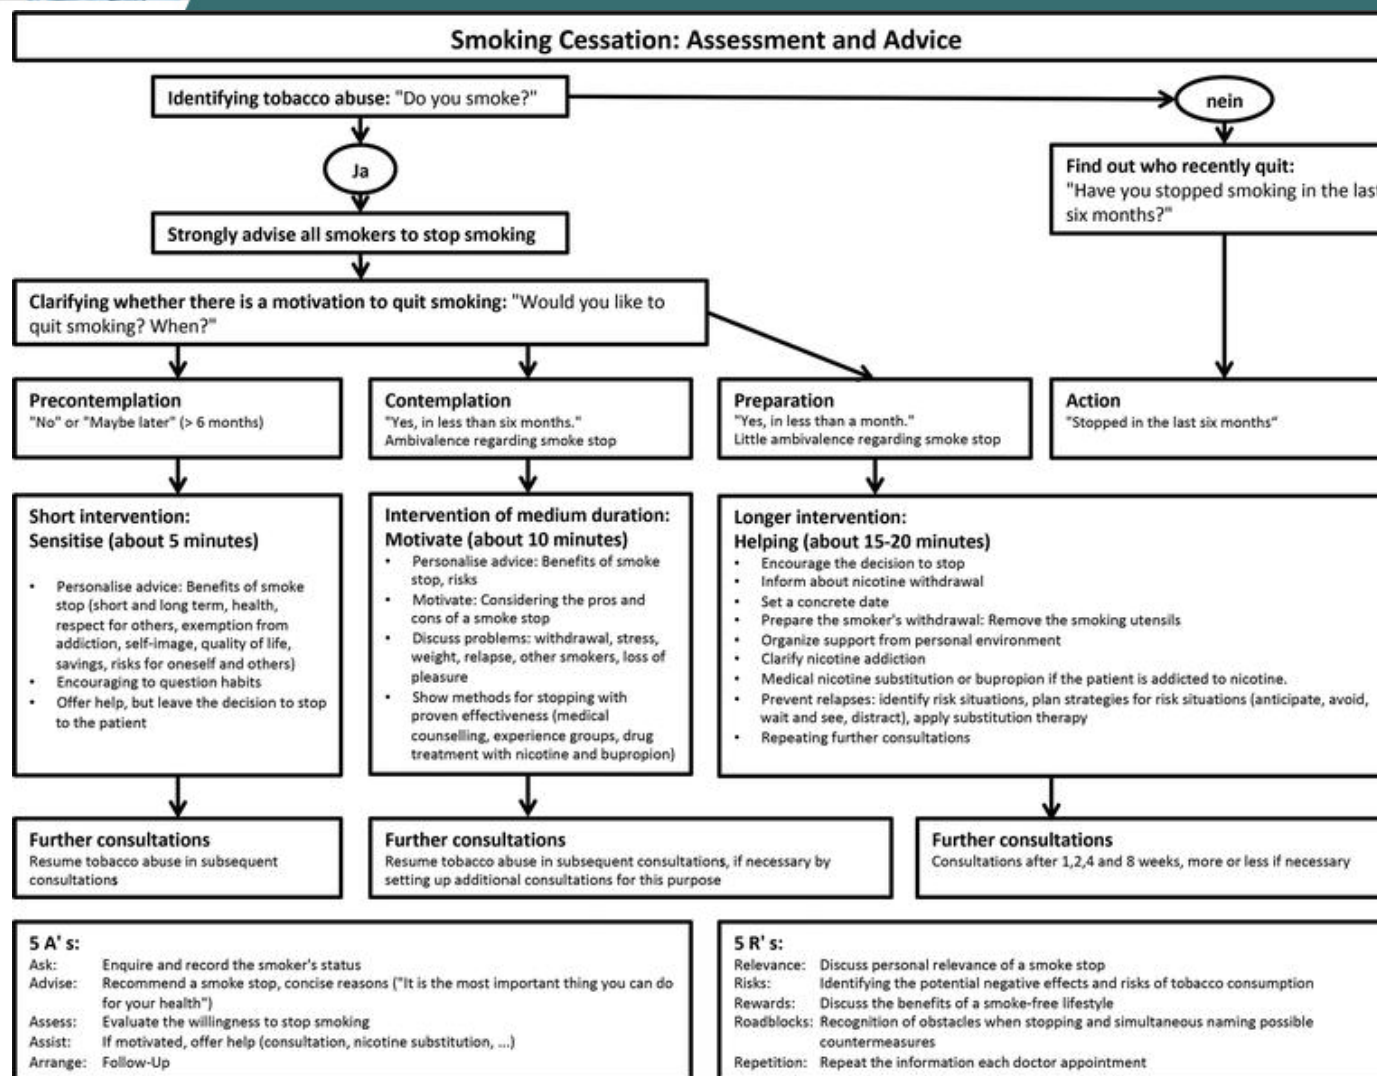 Smoking Cessation: Assessment and Advice
Identifying tobacco abuse: "Do you smoke?"
nein
Ja
Find out who recently quit:
"Have you stopped smoking in the last
six months?"
Strongly advise all smokers to stop smoking
Clarifying whether there is a motivation to quit smoking: "Would you like to
quit smoking? When?"
Precontemplation
"No" or "Maybe later" (> 6 months)
Contemplation
"Yes, in less than six months."
Ambivalence regarding smoke stop
Preparation
"Yes, in less than a month."
Little ambivalence regarding smoke stop
Action
"Stopped in the last six months"
Short intervention:
Sensitise (about 5 minutes)
• Personalise advice: Benefits of smoke
stop (short and long term, health,
respect for others, exemption from
addiction, self-image, quality of life,
savings, risks for oneself and others)
• Encouraging to question habits
• Offer help, but leave the decision to stop
to the patient
Intervention of medium duration:
Motivate (about 10 minutes)
• Personalise advice: Benefits of smoke
stop, risks
• Motivate: Considering the pros and
cons of a smoke stop
• Discuss problems: withdrawal, stress,
weight, relapse, other smokers, loss of
pleasure
• Show methods for stopping with
proven effectiveness (medical
counselling, experience groups, drug
treatment with nicotine and bupropion)
Longer intervention:
Helping (about 15-20 minutes)
• Encourage the decision to stop
• Inform about nicotine withdrawal
• Set a concrete date
• Prepare the smoker's withdrawal: Remove the smoking utensils
• Organize support from personal environment
• Clarify nicotine addiction
• Medical nicotine substitution or bupropion if the patient is addicted to nicotine.
• Prevent relapses: identify risk situations, plan strategies for risk situations (anticipate, avoid,
wait and see, distract), apply substitution therapy
• Repeating further consultations
Further consultations
Resume tobacco abuse in subsequent
consultations
Further consultations
Resume tobacco abuse in subsequent consultations, if necessary by
setting up additional consultations for this purpose
Further consultations
Consultations after 1,2,4 and 8 weeks, more or less if necessary
5 A' s:
Ask: Enquire and record the smoker's status
Advise: Recommend a smoke stop, concise reasons ("It is the most important thing you can do
for your health")
Assess: Evaluate the willingness to stop smoking
Assist: If motivated, offer help (consultation, nicotine substitution, ...)
Arrange: Follow-Up
5 R' s:
Relevance: Discuss personal relevance of a smoke stop
Risks: Identifying the potential negative effects and risks of tobacco consumption
Rewards: Discuss the benefits of a smoke-free lifestyle
Roadblocks: Recognition of obstacles when stopping and simultaneous naming possible
countermeasures
Repetition: Repeat the information each doctor appointment